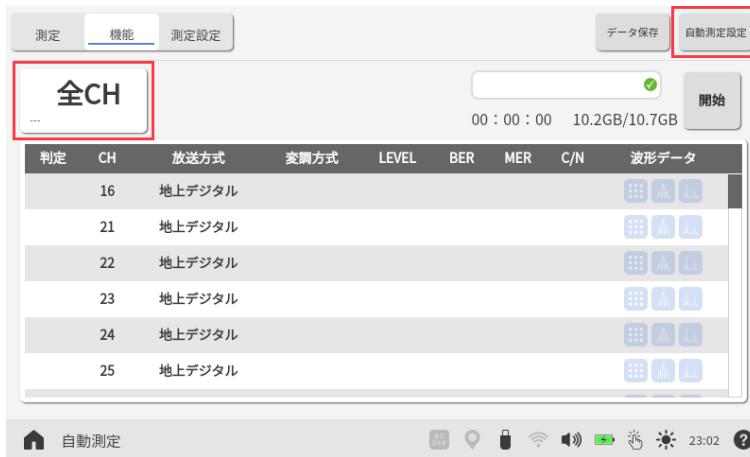 測定 機能 測定設定 データ保存 自動測定設定
全CH
---
開始
00：00：00 10.2GB/10.7GB
判定 CH 放送方式 変調方式 LEVEL BER MER C/N 波形データ
16 地上デジタル
21 地上デジタル
22 地上デジタル
23 地上デジタル
24 地上デジタル
25 地上デジタル
自動測定 DC OFF 23:02 ?